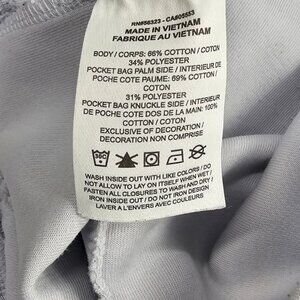 RN#56323 - CA#05553
MADE IN VIETNAM
FABRIQUE AU VIETNAM
BODY / CORPS: 66% COTTON / COTON
34% POLYESTER
POCKET BAG PALM SIDE / INTERIEUR DE
POCHE COTE PAUME: 69% COTTON /
COTON
31% POLYESTER
POCKET BAG KNUCKLE SIDE / INTERIEUR
DE POCHE COTE DOS DE LA MAIN: 100%
COTTON / COTON
EXCLUSIVE OF DECORATION /
DECORATION NON COMPRISE
WASH INSIDE OUT WITH LIKE COLORS / DO
NOT LAY ON ITSELF WHEN WET /
FASTEN ALL CLOSURES TO WASH AND DRY /
IRON INSIDE OUT / DO NOT IRON DESIGN
LAVER A L'ENVERS AVEC COULEURS